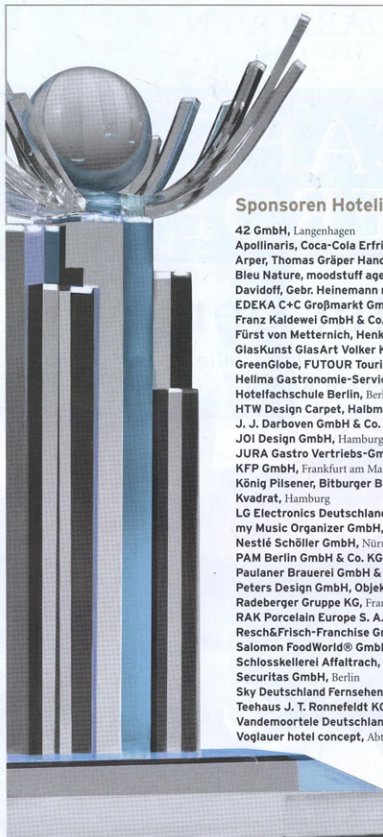 Sponsoren Hoteli
42 GmbH, Langenhagen
Apollinaris, Coca-Cola Erfri
Arper, Thomas Gräper Hand
Bleu Nature, moodstuff age
Davidoff, Gebr. Heinemann
EDEKA C+C Großmarkt Gm
Franz Kaldewei GmbH & Co.
Fürst von Metternich, Henk
GlasKunst GlasArt Volker K
GreenGlobe, FUTOUR Touri
Hellma Gastronomie-Servic
Hotelfachschule Berlin, Berl
HTW Design Carpet, Halbm
J. J. Darboven GmbH & Co.
JOI Design GmbH, Hamburg
JURA Gastro Vertriebs-Gm
KFP GmbH, Frankfurt am Ma
König Pilsener, Bitburger B
Kvadrat, Hamburg
LG Electronics Deutschland
my Music Organizer GmbH,
Nestlé Schöller GmbH, Nürn
PAM Berlin GmbH & Co. KG
Paulaner Brauerei GmbH &
Peters Design GmbH, Objek
Radeberger Gruppe KG, Fran
RAK Porcelain Europe S. A.
Resch&Frisch-Franchise Gm
Salomon FoodWorld® GmbH
Schlosskellerei Affaltrach,
Securitas GmbH, Berlin
Sky Deutschland Fernsehen
Teehaus J. T. Ronnefeldt KG
Vandemoortele Deutschlan
Voglauer hotel concept, Abt